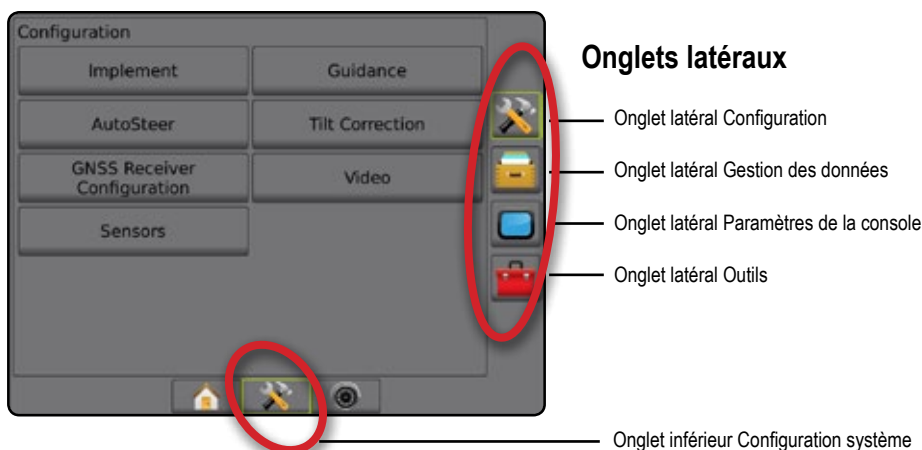 Configuration
Implement
Guidance
AutoSteer
Tilt Correction
GNSS Receiver
Configuration
Video
Sensors
Onglets latéraux
Onglet latéral Configuration
Onglet latéral Gestion des données
Onglet latéral Paramètres de la console
Onglet latéral Outils
Onglet inférieur Configuration système